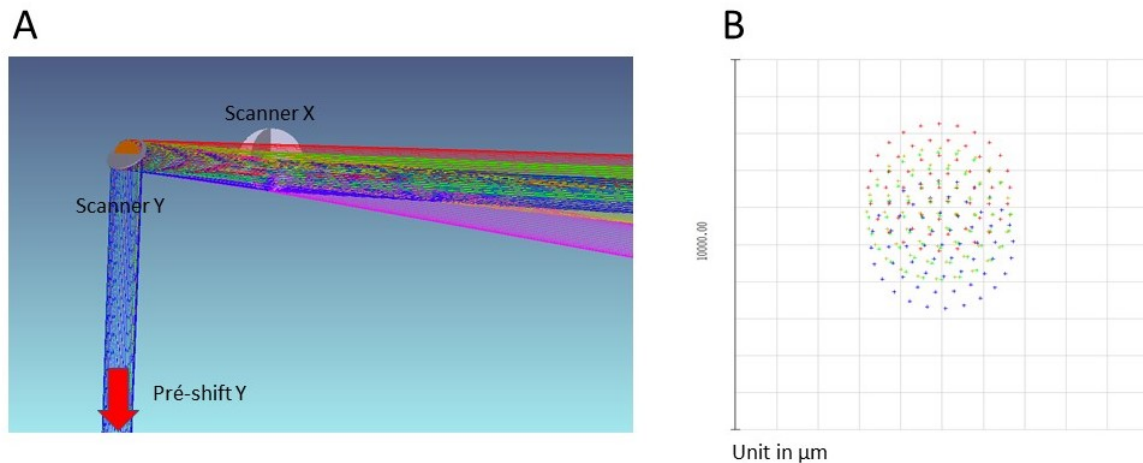 A
B
Scanner X
Scanner Y
Pré-shift Y
10000.00
Unit in µm